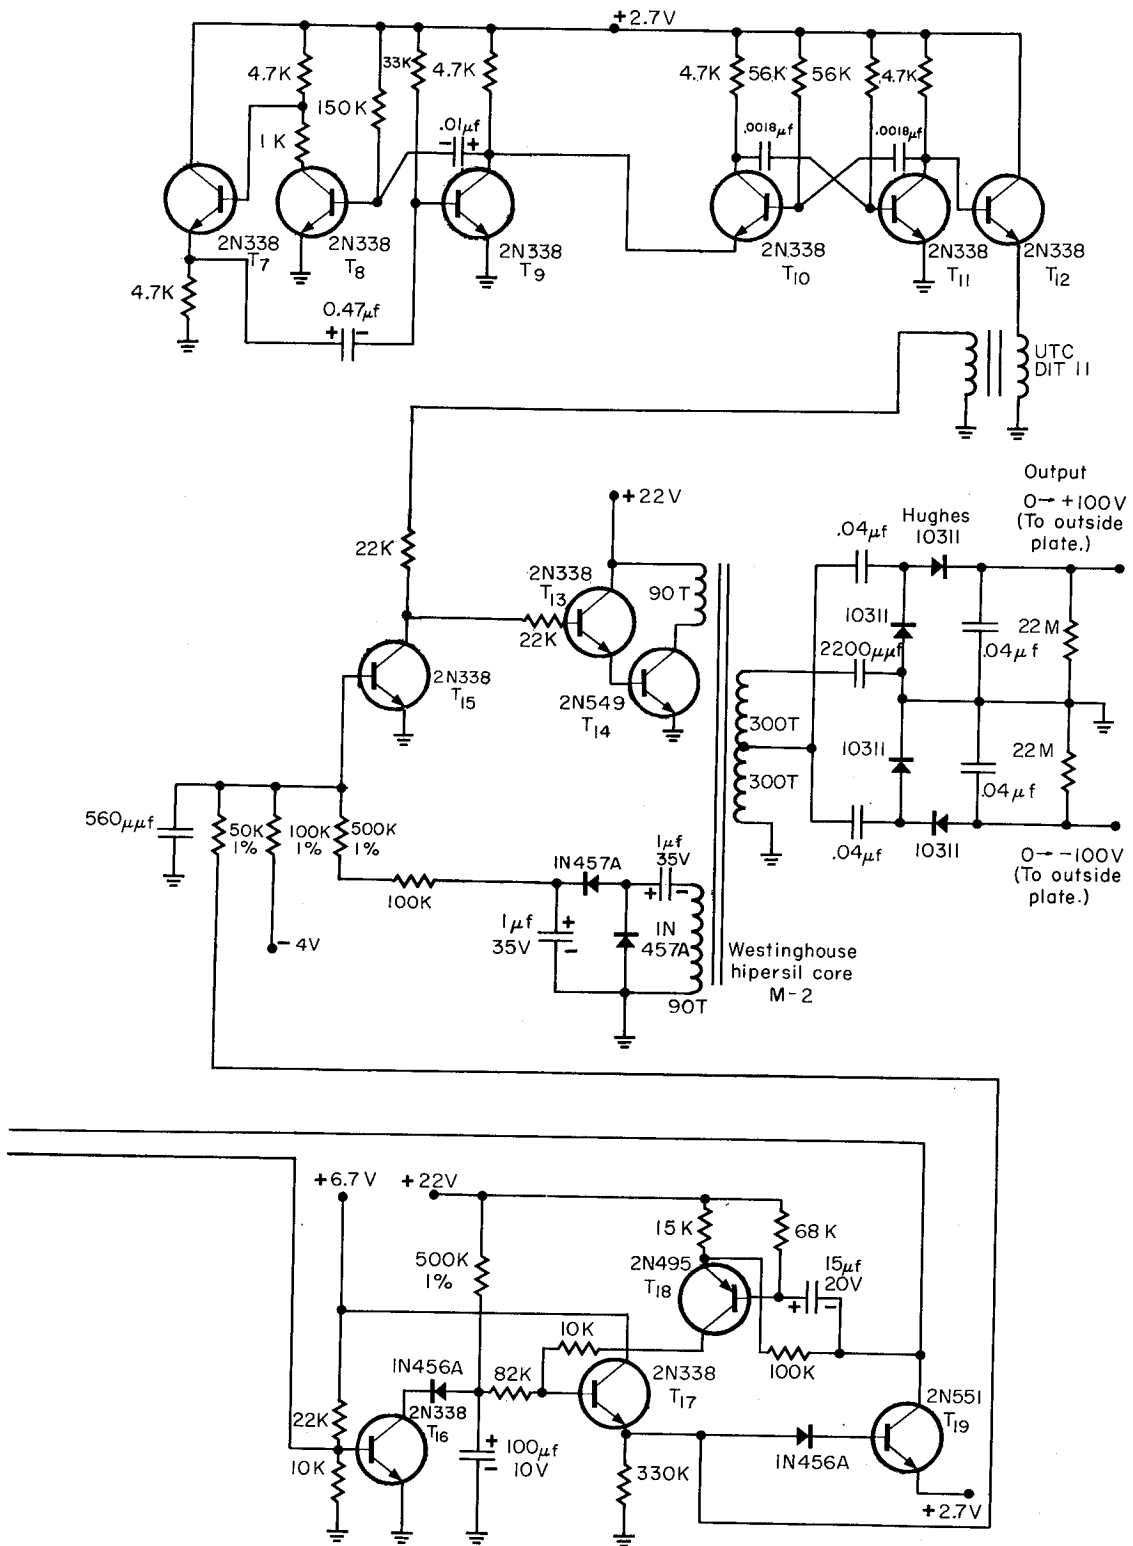 +2.7V
4.7K
150K
33K
4.7K
4.7K
56K
56K
4.7K
1K
- .01μf +
.0018μf
.0018μf
2N338
T7
2N338
T8
2N338
T9
2N338
T10
2N338
T11
2N338
T12
4.7K
0.47μf
+ -
UTC
DIT 11
22K
+22V
2N338
T13
22K
90T
2N549
T14
2N338
T15
Output
0→ +100V
(To outside
plate.)
Hughes
10311
.04μf
10311
2200μμf
.04μf
22M
300T
300T
10311
.04μf
22M
.04μf
10311
0→ -100V
(To outside
plate.)
560μμf
50K
1%
100K
1%
500K
1%
-4V
100K
1N457A
1μf
35V
+ -
1μf
35V
+
-
1N
457A
90T
Westinghouse
hipersil core
M-2
+6.7V
+22V
500K
1%
15K
68K
2N495
T18
15μf
20V
+ -
10K
100K
1N456A
82K
2N338
T17
2N551
T19
22K
2N338
T16
10K
+
-
100μf
10V
330K
1N456A
+2.7V